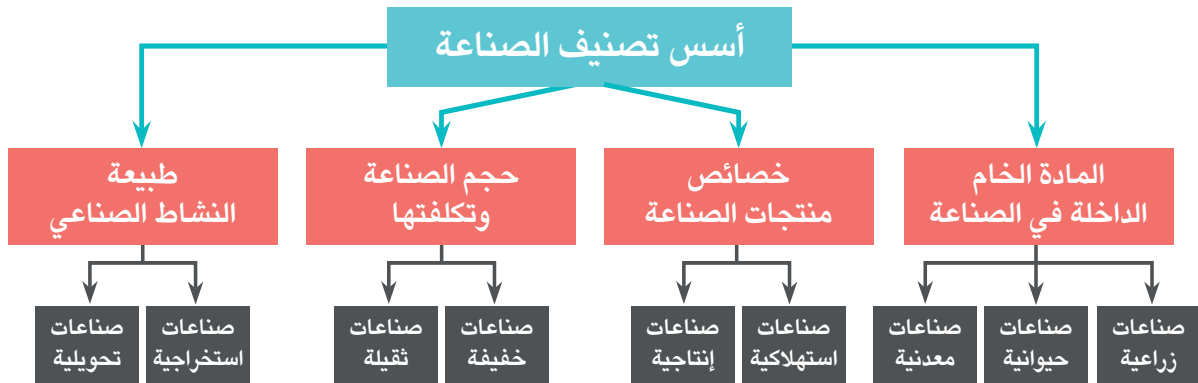 أسس تصنيف الصناعة
المادة الخام
الداخلة في الصناعة
خصائص
منتجات الصناعة
حجم الصناعة
وتكلفتها
طبيعة
النشاط الصناعي
صناعات
زراعية
صناعات
حيوانية
صناعات
معدنية
صناعات
استهلاكية
صناعات
إنتاجية
صناعات
خفيفة
صناعات
ثقيلة
صناعات
استخراجية
صناعات
تحويلية